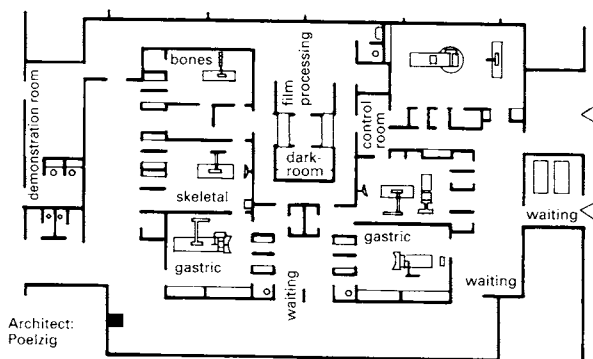 bones
film
processing
demonstration room
control
room
dark-
room
skeletal
waiting
gastric
gastric
waiting
waiting
Architect:
Poelzig